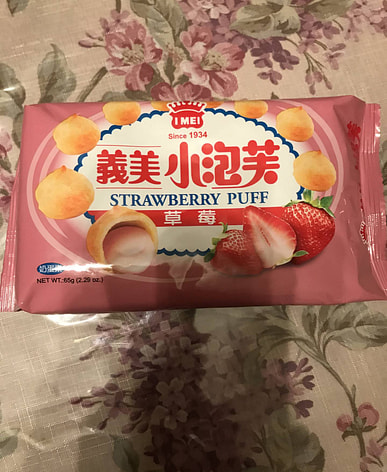 I MEI
Since 1934
義美小泡芙
STRAWBERRY PUFF
草莓
NET WT.:65g (2.29 oz.)